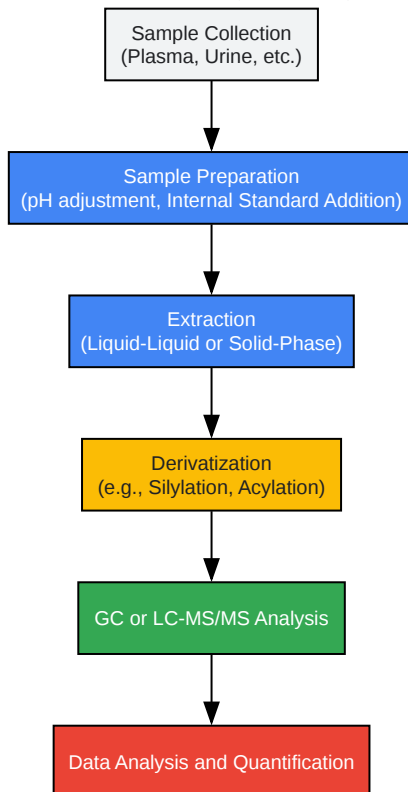 Sample Collection
(Plasma, Urine, etc.)
Sample Preparation
(pH adjustment, Internal Standard Addition)
Extraction
(Liquid-Liquid or Solid-Phase)
Derivatization
(e.g., Silylation, Acylation)
GC or LC-MS/MS Analysis
Data Analysis and Quantification